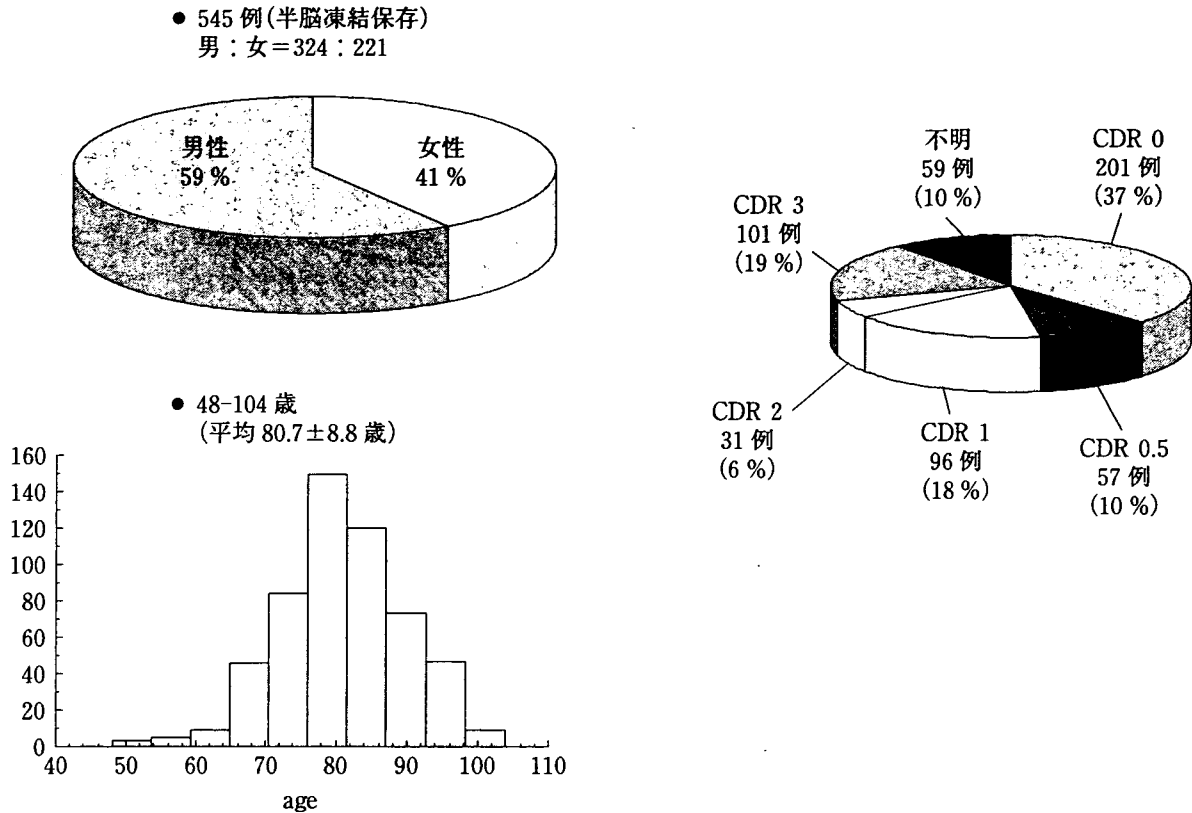 ● 545 例(半脳凍結保存)
男：女＝324：221
男性
59 %
女性
41 %
● 48-104 歳
(平均 80.7±8.8 歳)
160
140
120
100
80
60
40
20
0
40 50 60 70 80 90 100 110
age
不明
59 例
(10 %)
CDR 0
201 例
(37 %)
CDR 3
101 例
(19 %)
CDR 2
31 例
(6 %)
CDR 1
96 例
(18 %)
CDR 0.5
57 例
(10 %)